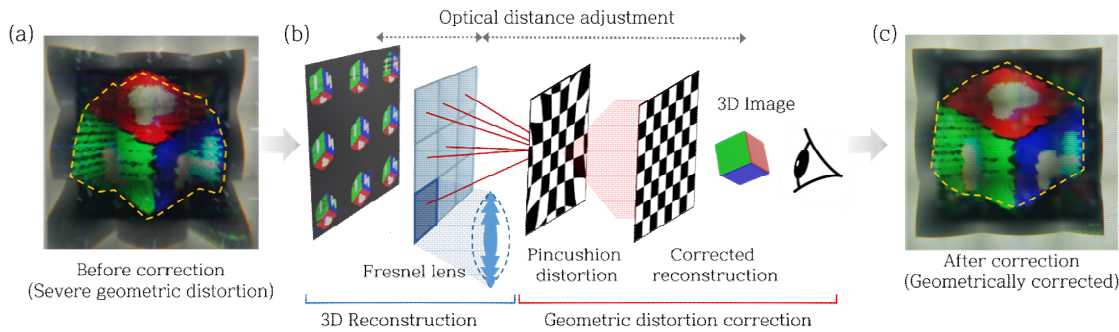 Optical distance adjustment
(a)
(b)
(c)
3D Image
Fresnel lens
Pincushion
distortion
Corrected
reconstruction
Before correction
(Severe geometric distortion)
After correction
(Geometrically corrected)
3D Reconstruction
Geometric distortion correction